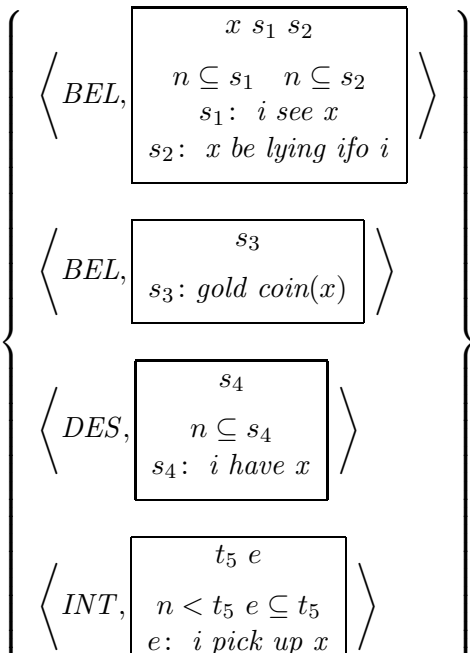 x s₁ s₂
n ⊆ s₁ n ⊆ s₂
s₁: i see x
⟨BEL, ⟩
s₂: x be lying ifo i
s₃
⟨BEL, ⟩
s₃: gold coin(x)
s₄
⟨DES, n ⊆ s₄ ⟩
s₄: i have x
t₅ e
⟨INT, n < t₅ e ⊆ t₅ ⟩
e: i pick up x